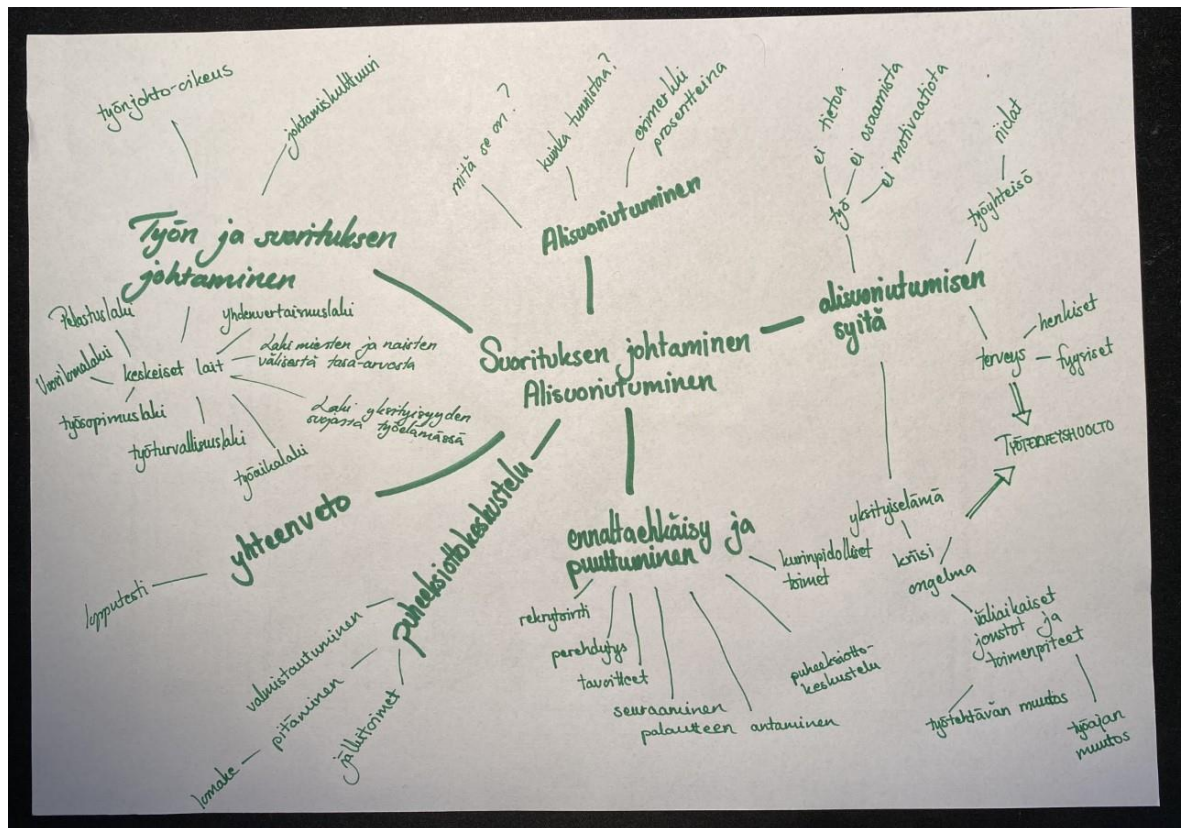 työnjohto-oikeus
johtamiskulttuuri
Työn ja suorituksen
johtaminen
Pelastuslaki
Vuosilomalaki
työsopimuslaki
keskeiset lait
yhdenvertaisuuslaki
Laki miesten ja naisten
välisestä tasa-arvosta
Laki yksityisyyden
suojasta työelämässä
työturvallisuuslaki
työaikalaki
mitä se on?
kuinka tunnistaa?
esimerkki
prosentteina
Alisuoriutuminen
Suorituksen johtaminen
Alisuoriutuminen
ei tietoa
ei osaamista
ei motivaatiota
työ
riidat
työyhteisö
alisuoriutumisen
syitä
henkiset
terveys
fyysiset
TYÖTERVEYSHUOLTO
yksityiselämä
kriisi
ongelma
väliaikaiset
joustot ja
toimenpiteet
työtehtävän muutos
työajan
muutos
ennaltaehkäisy ja
puuttuminen
rekrytointi
perehdytys
tavoitteet
seuraaminen
palautteen antaminen
puheeksiotto-
keskustelu
kurinpidolliset
toimet
puheeksiottokeskustelu
valmistautuminen
pitäminen
lomake
jälkitoimet
yhteenveto
lopputesti